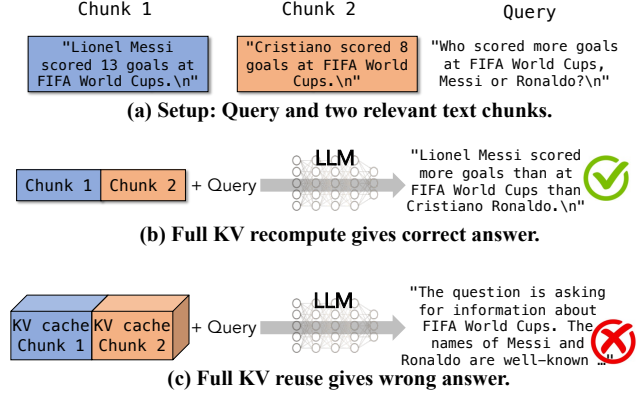 Chunk 1 Chunk 2 Query
"Lionel Messi
scored 13 goals at
FIFA World Cups.\n"
"Cristiano scored 8
goals at FIFA World
Cups.\n"
"Who scored more goals
at FIFA World Cups,
Messi or Ronaldo?\n"
(a) Setup: Query and two relevant text chunks.
Chunk 1 Chunk 2 + Query
LLM
"Lionel Messi scored
more goals than at
FIFA World Cups than
Cristiano Ronaldo.\n"
(b) Full KV recompute gives correct answer.
KV cache
Chunk 1
KV cache
Chunk 2
+ Query
LLM
"The question is asking
for information about
FIFA World Cups. The
names of Messi and
Ronaldo are well-known …"
(c) Full KV reuse gives wrong answer.